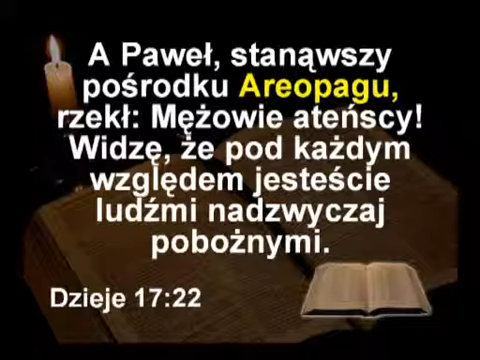 A Paweł, stanąwszy
pośrodku Areopagu,
rzekł: Mężowie ateńscy!
Widzę, że pod każdym
względem jesteście
ludźmi nadzwyczaj
pobożnymi.
Dzieje 17:22